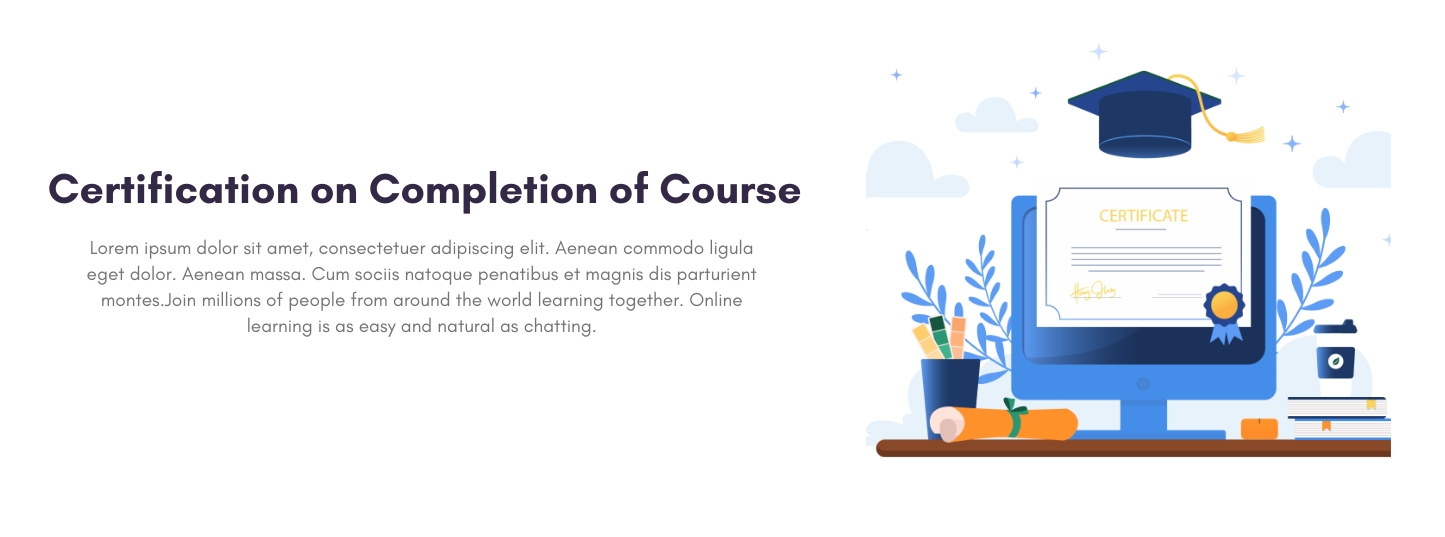 Certification on Completion of Course
Lorem ipsum dolor sit amet, consectetuer adipiscing elit. Aenean commodo ligula
eget dolor. Aenean massa. Cum sociis natoque penatibus et magnis dis parturient
montes.Join millions of people from around the world learning together. Online
learning is as easy and natural as chatting.
CERTIFICATE